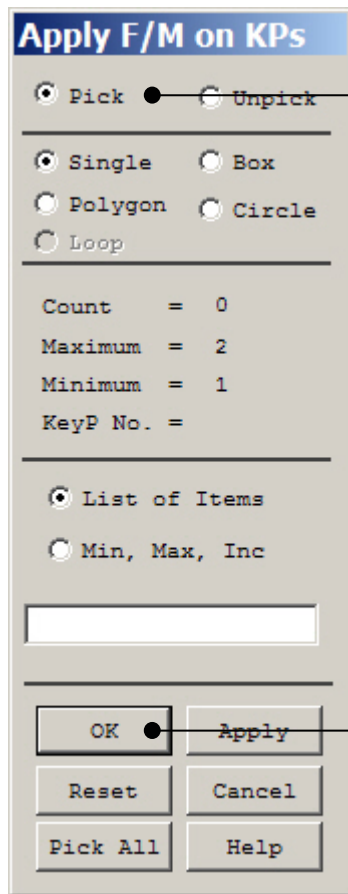 Apply F/M on KPs
Pick Unpick
Single Box
Polygon Circle
Loop
Count = 0
Maximum = 2
Minimum = 1
KeyP No. =
List of Items
Min, Max, Inc
OK Apply
Reset Cancel
Pick All Help